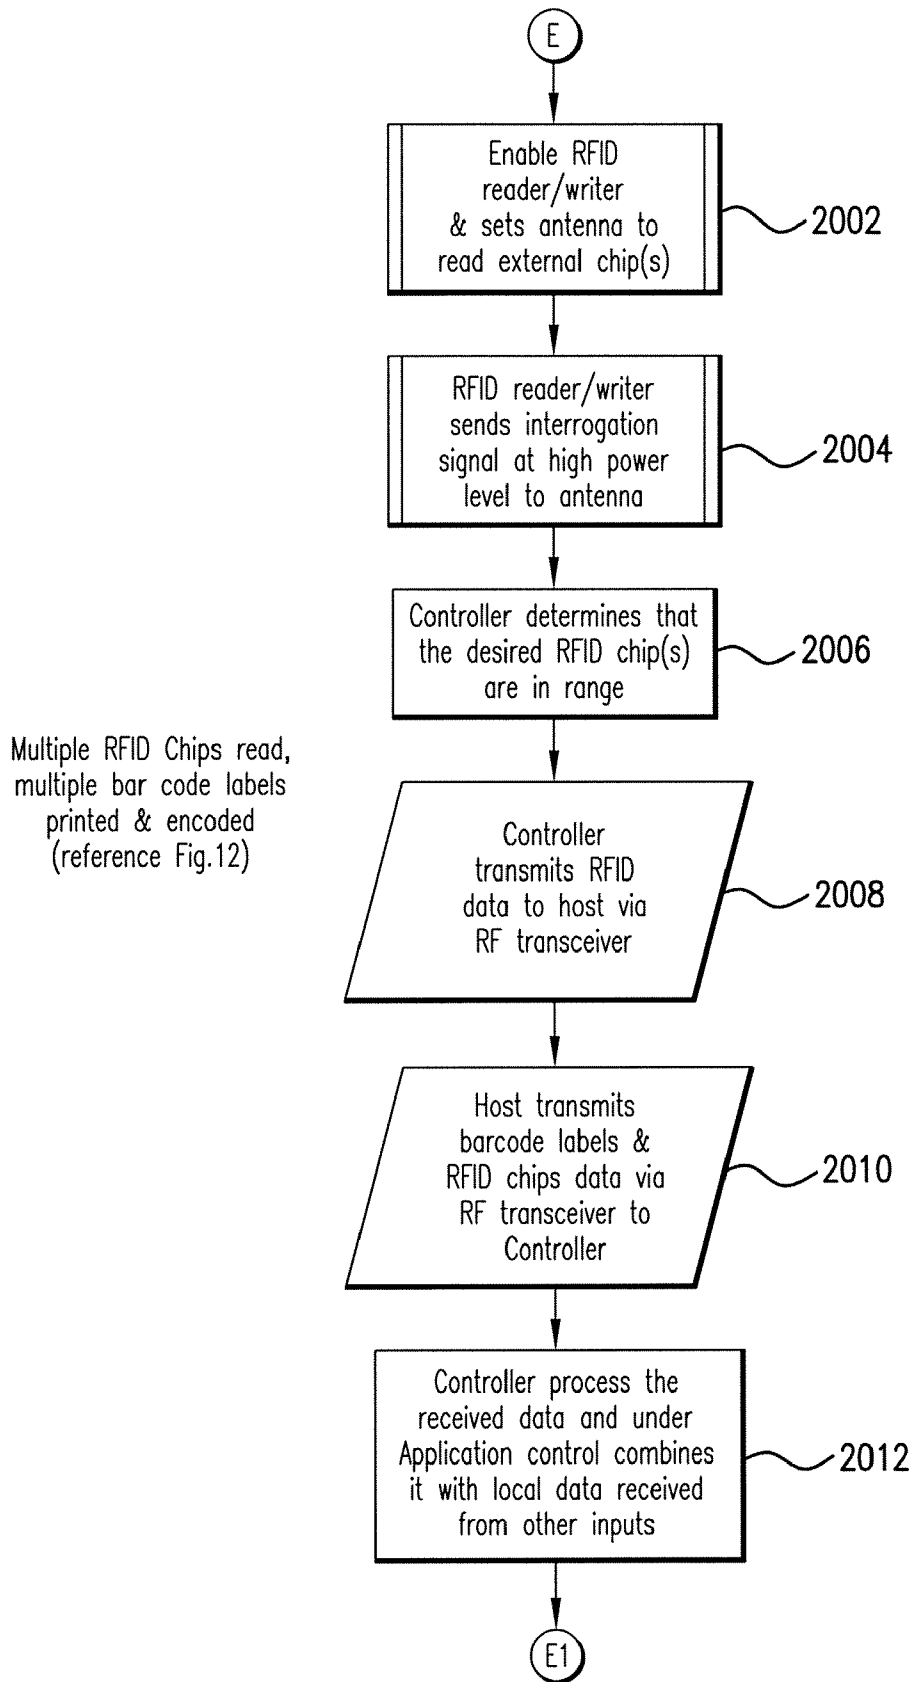 E
Enable RFID
reader/writer
& sets antenna to
read external chip(s)
2002
RFID reader/writer
sends interrogation
signal at high power
level to antenna
2004
Controller determines that
the desired RFID chip(s)
are in range
2006
Multiple RFID Chips read,
multiple bar code labels
printed & encoded
(reference Fig.12)
Controller
transmits RFID
data to host via
RF transceiver
2008
Host transmits
barcode labels &
RFID chips data via
RF transceiver to
Controller
2010
Controller process the
received data and under
Application control combines
it with local data received
from other inputs
2012
E1